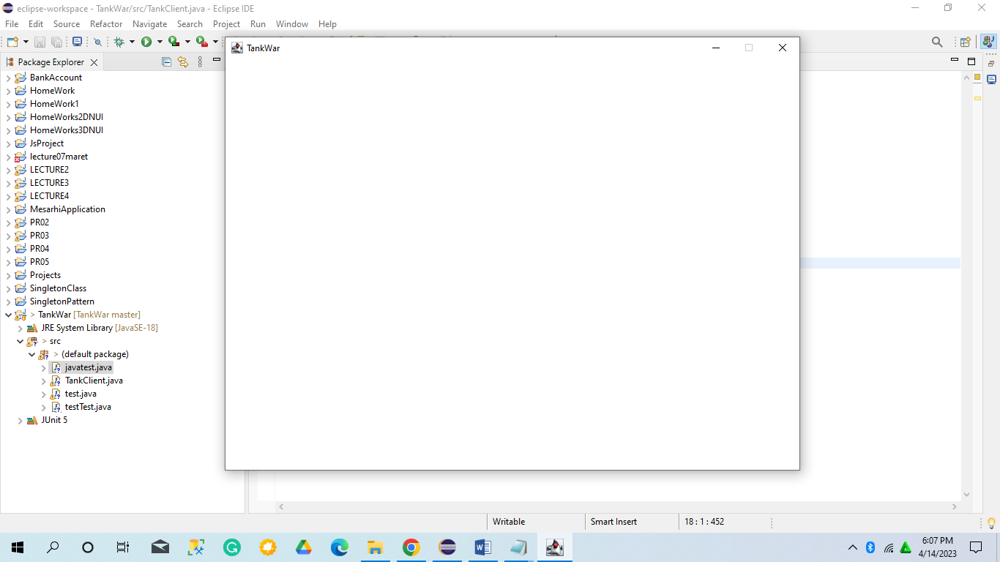 eclipse-workspace - TankWar/src/TankClient.java - Eclipse IDE
File Edit Source Refactor Navigate Search Project Run Window Help
TankWar
Package Explorer
BankAccount
HomeWork
HomeWork1
HomeWorks2DNUI
HomeWorks3DNUI
JsProject
lecture07maret
LECTURE2
LECTURE3
LECTURE4
MesarhiApplication
PR02
PR03
PR04
PR05
Projects
SingletonClass
SingletonPattern
> TankWar [TankWar master]
JRE System Library [JavaSE-18]
> src
> (default package)
javatest.java
TankClient.java
test.java
testTest.java
JUnit 5
Writable Smart Insert 18 : 1 : 452
6:07 PM
4/14/2023